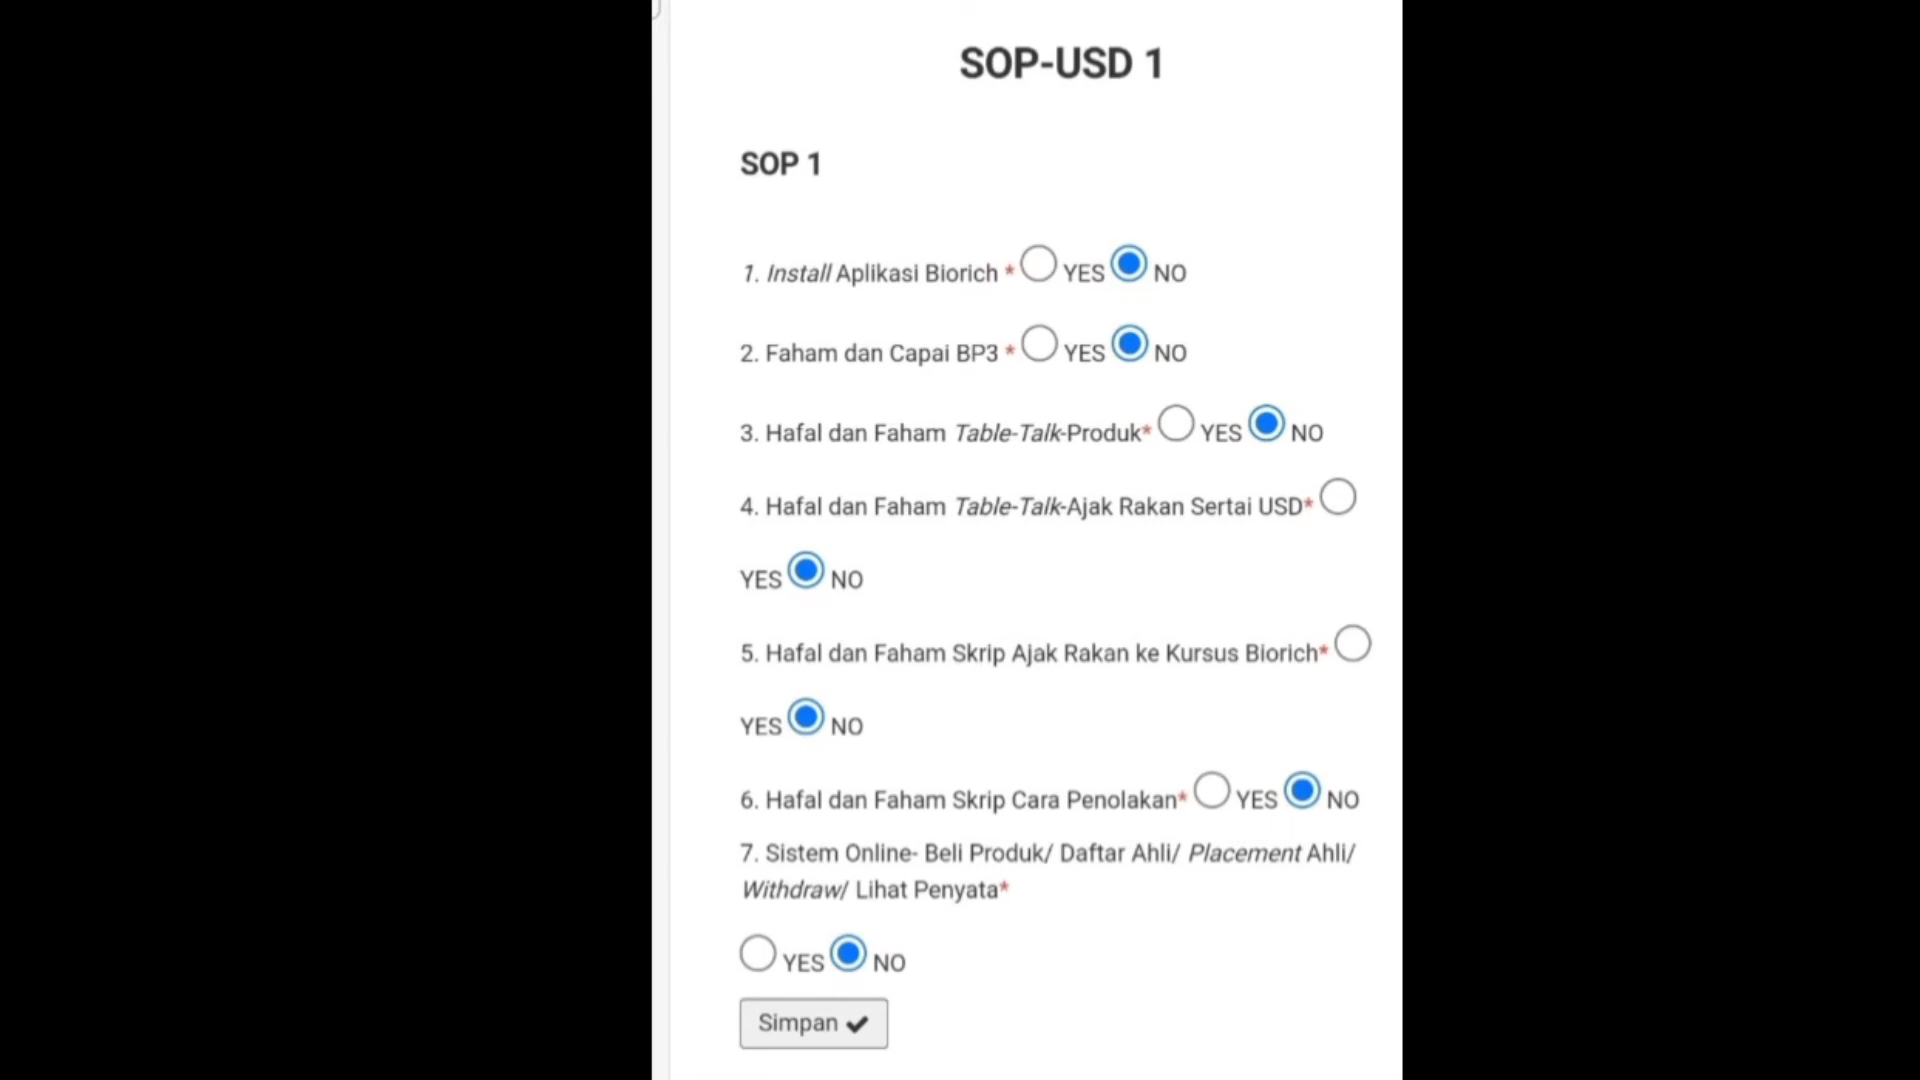 SOP-USD 1
SOP 1
1. Install Aplikasi Biorich * YES NO
2. Faham dan Capai BP3 * YES NO
3. Hafal dan Faham Table-Talk-Produk* YES NO
4. Hafal dan Faham Table-Talk-Ajak Rakan Sertai USD*
YES NO
5. Hafal dan Faham Skrip Ajak Rakan ke Kursus Biorich*
YES NO
6. Hafal dan Faham Skrip Cara Penolakan* YES NO
7. Sistem Online- Beli Produk/ Daftar Ahli/ Placement Ahli/
Withdraw/ Lihat Penyata*
YES NO
Simpan